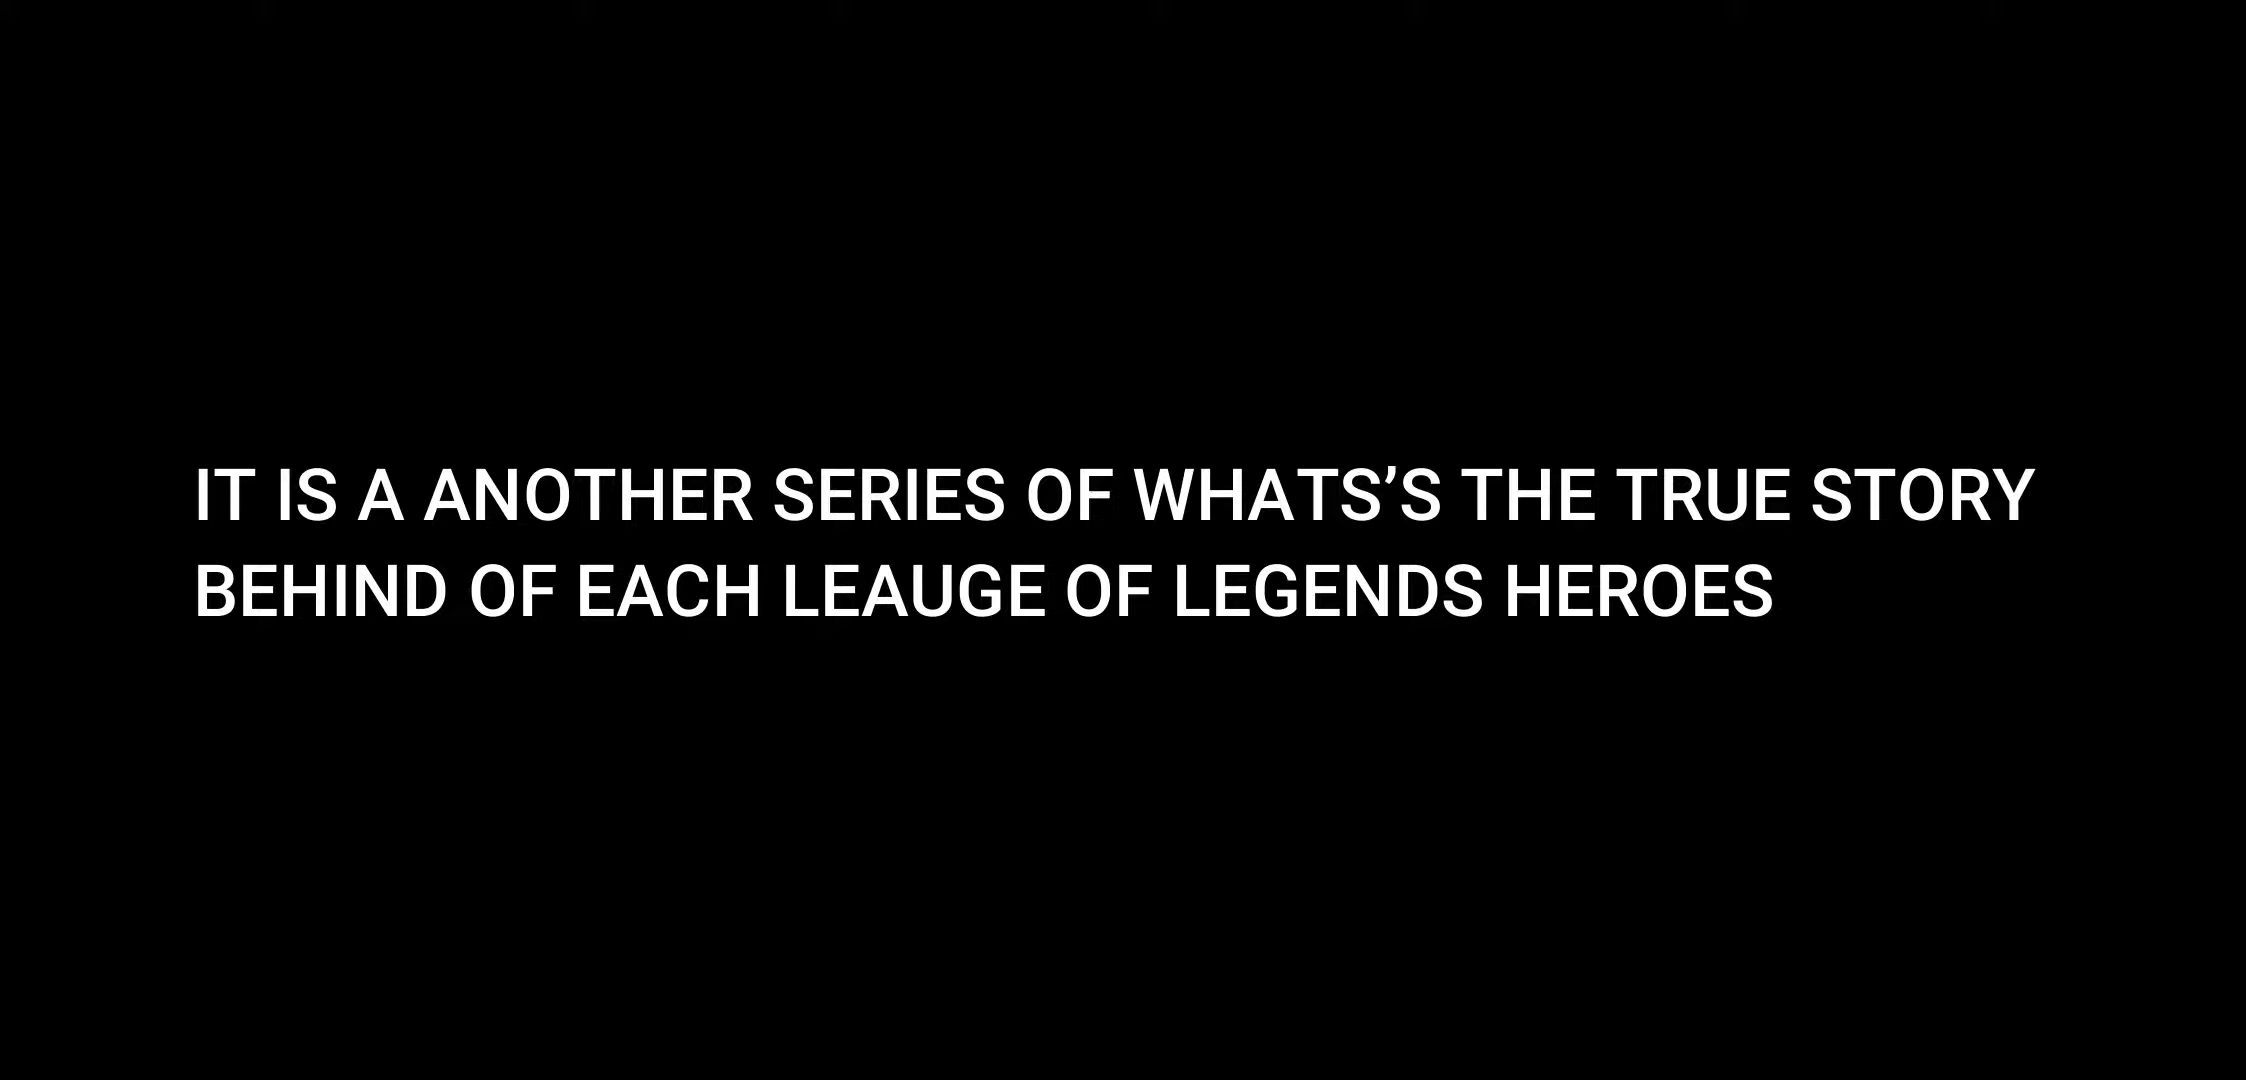 IT IS A ANOTHER SERIES OF WHATS’S THE TRUE STORY
BEHIND OF EACH LEAUGE OF LEGENDS HEROES